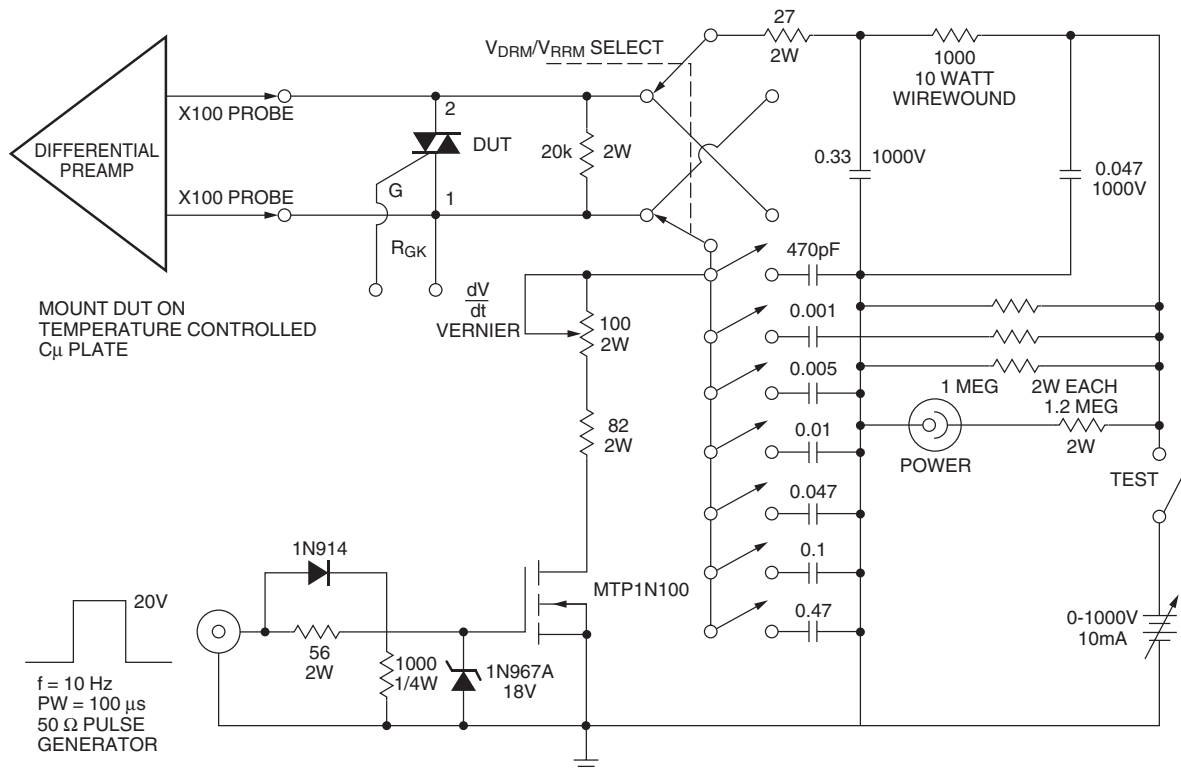 27
2W
V_DRM/V_RRM SELECT
1000
10 WATT
WIREWOUND
X100 PROBE
2
DUT
DIFFERENTIAL
PREAMP
20k
2W
0.33
1000V
0.047
1000V
G
1
X100 PROBE
R_GK
470pF
MOUNT DUT ON
TEMPERATURE CONTROLLED
Cµ PLATE
dV
dt
VERNIER
100
2W
0.001
0.005
1 MEG
2W EACH
1.2 MEG
82
2W
0.01
POWER
2W
TEST
0.047
1N914
0.1
MTP1N100
20V
0.47
0-1000V
10mA
56
2W
1000
1/4W
1N967A
18V
f = 10 Hz
PW = 100 µs
50 Ω PULSE
GENERATOR